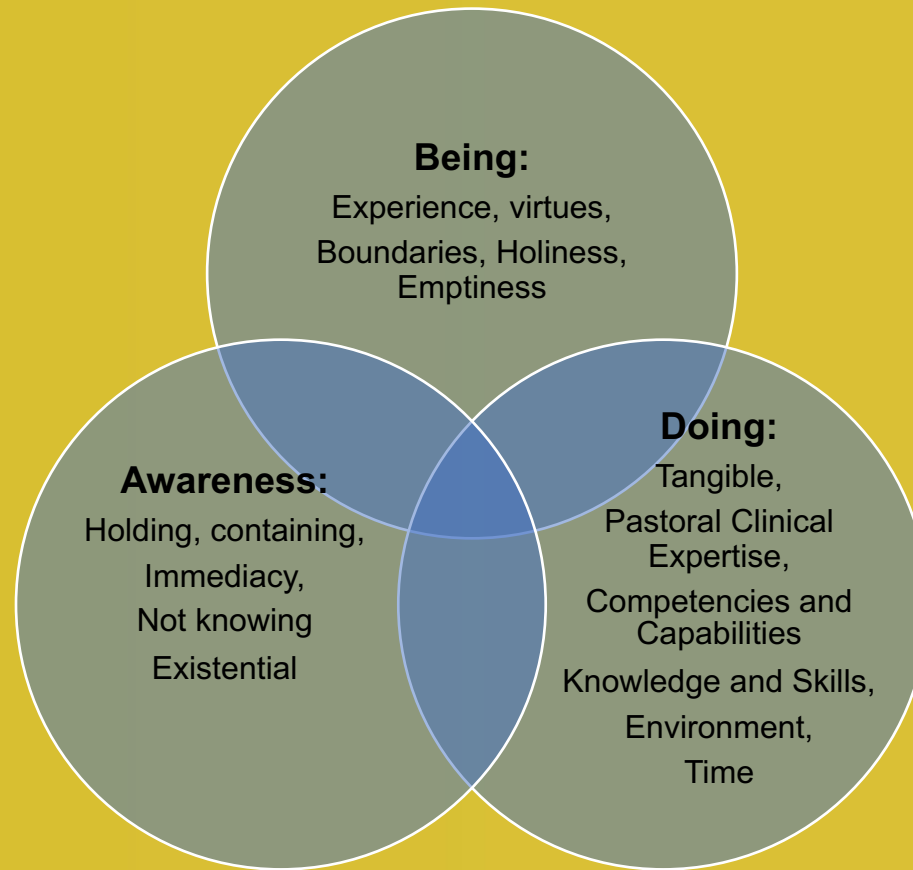 Being:
Experience, virtues,
Boundaries, Holiness,
Emptiness
Awareness:
Holding, containing,
Immediacy,
Not knowing
Existential
Doing:
Tangible,
Pastoral Clinical
Expertise,
Competencies and
Capabilities
Knowledge and Skills,
Environment,
Time